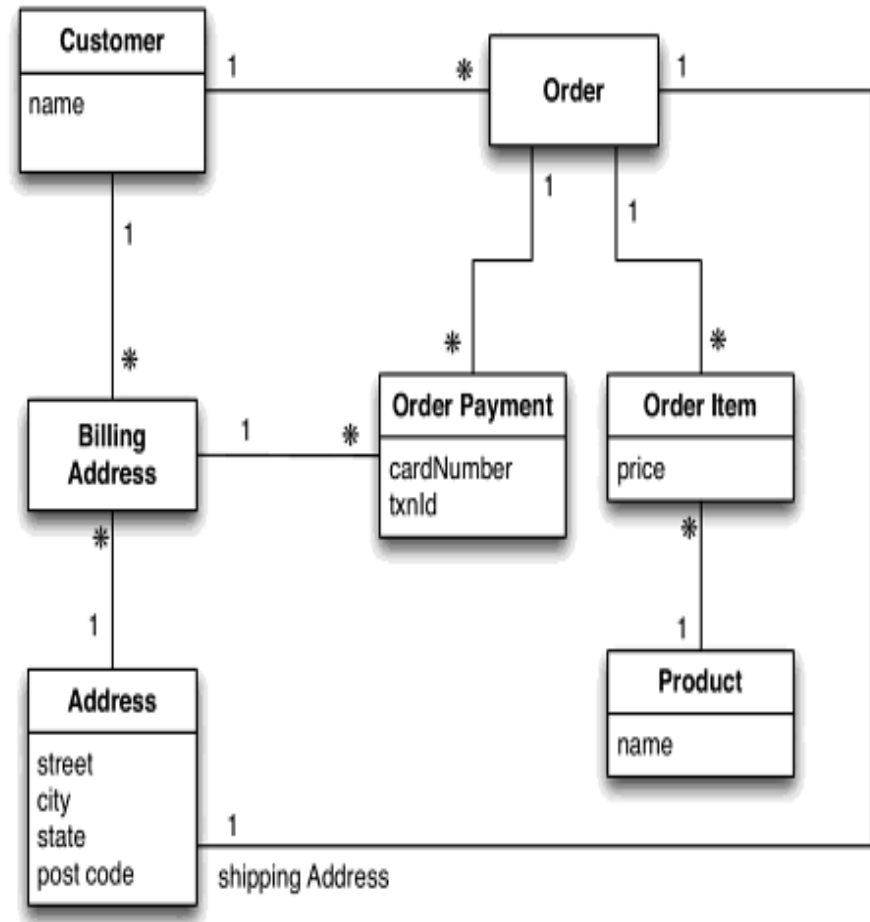 Customer
name
1
*
Order
1
1
1
1
*
*
*
Billing
Address
1
*
Order Payment
cardNumber
txnId
Order Item
price
*
*
1
1
Address
street
city
state
post code
Product
name
1
shipping Address